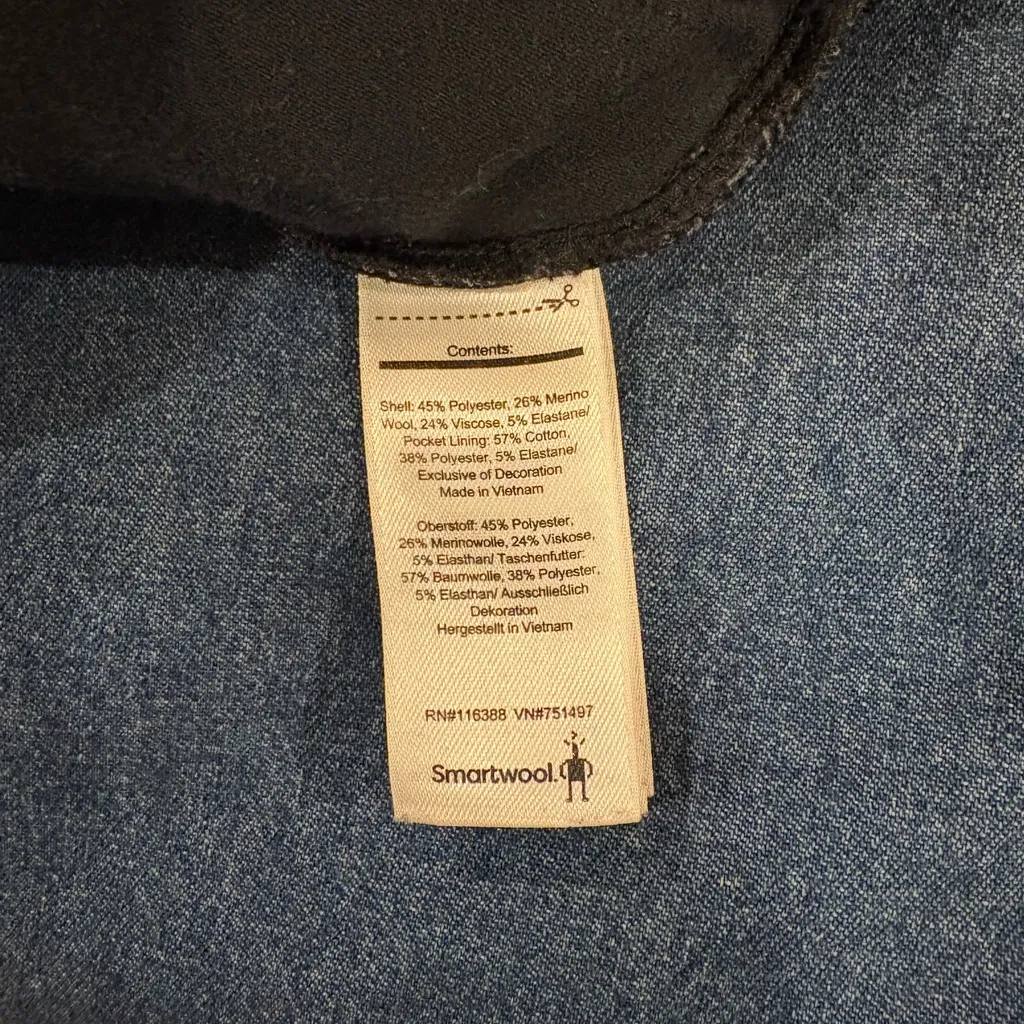 Contents:
Shell: 45% Polyester, 26% Merino
Wool, 24% Viscose, 5% Elastane/
Pocket Lining: 57% Cotton,
38% Polyester, 5% Elastane/
Exclusive of Decoration
Made in Vietnam
Oberstoff: 45% Polyester,
26% Merinowolle, 24% Viskose,
5% Elasthan/ Taschenfutter:
57% Baumwolle, 38% Polyester,
5% Elasthan/ Ausschließlich
Dekoration
Hergestellt in Vietnam
RN#116388 VN#751497
Smartwool.